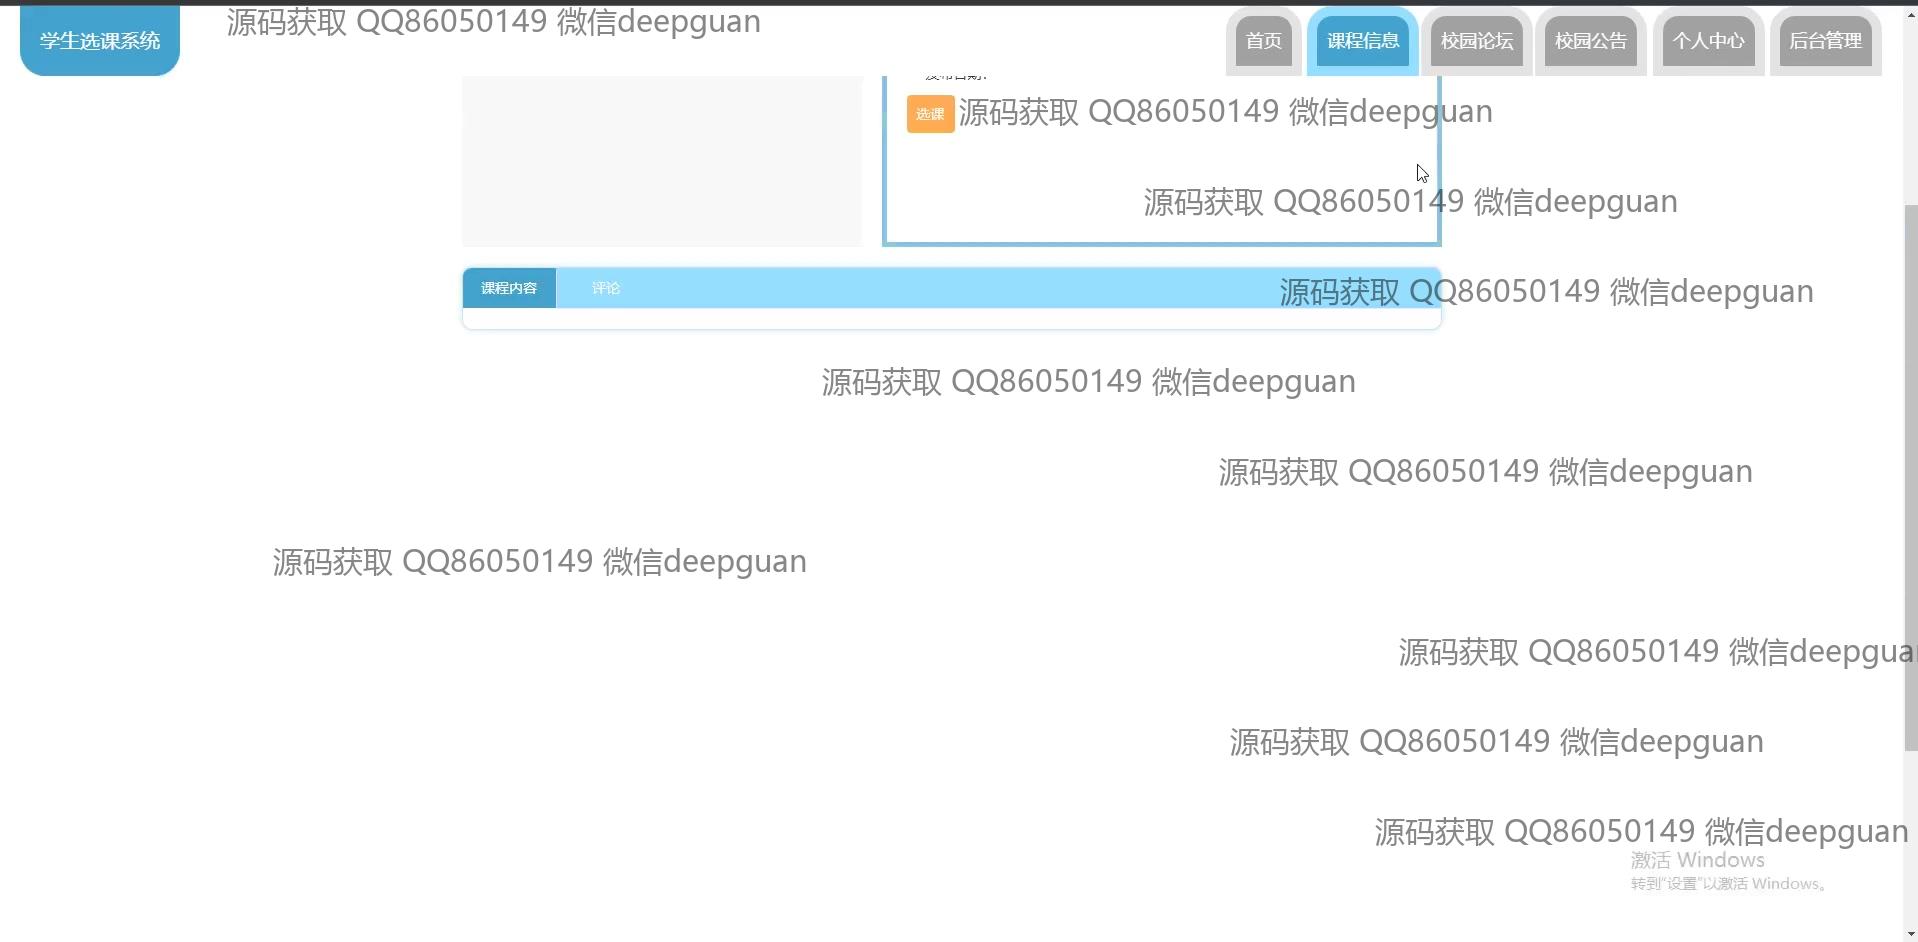 学生选课系统
源码获取 QQ86050149 微信deepguan
首页
课程信息
校园论坛
校园公告
个人中心
后台管理
发布日期:
选课
源码获取 QQ86050149 微信deepguan
源码获取 QQ86050149 微信deepguan
课程内容
评论
源码获取 QQ86050149 微信deepguan
源码获取 QQ86050149 微信deepguan
源码获取 QQ86050149 微信deepguan
源码获取 QQ86050149 微信deepguan
源码获取 QQ86050149 微信deepgua
源码获取 QQ86050149 微信deepguan
源码获取 QQ86050149 微信deepguan
激活 Windows
转到“设置”以激活 Windows。